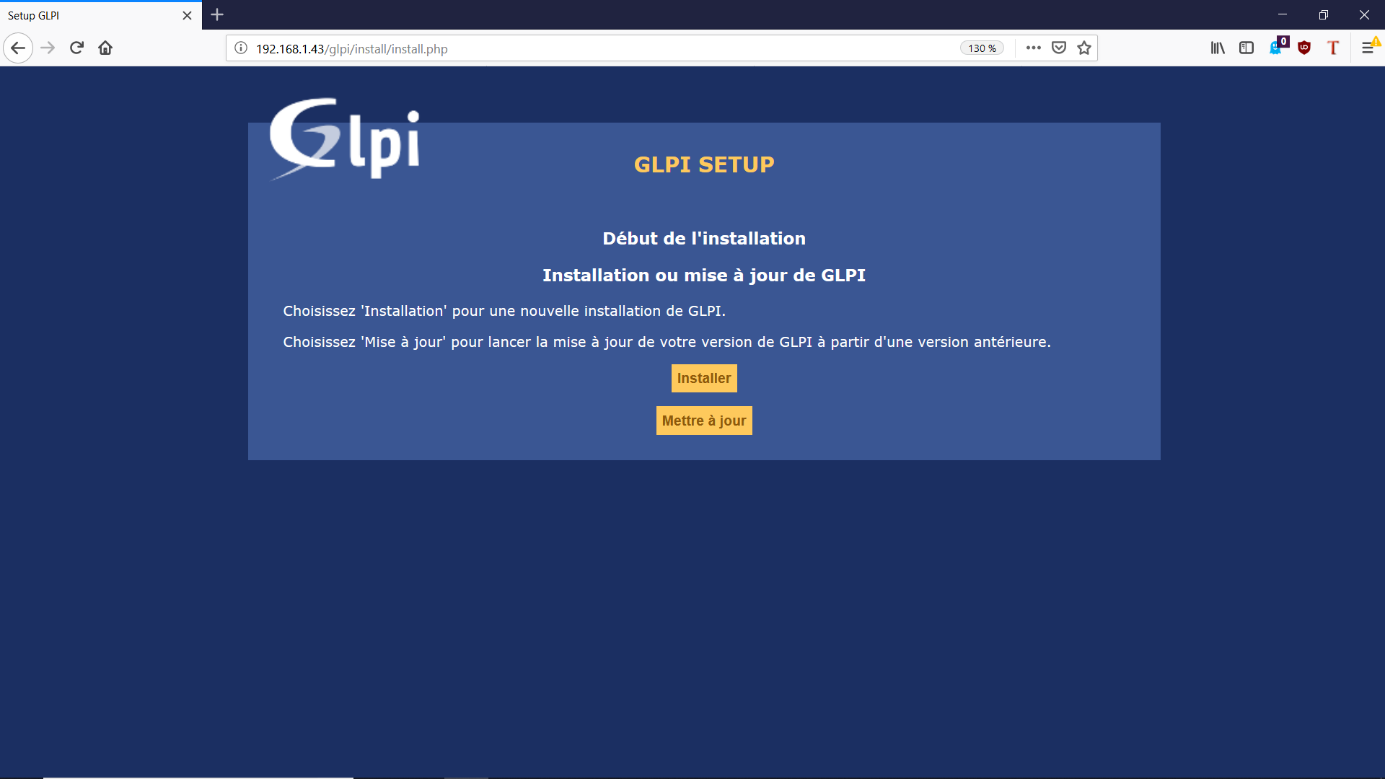 Setup GLPI
192.168.1.43/glpi/install/install.php
130 %
0
UO
T
Glpi
GLPI SETUP
Début de l'installation
Installation ou mise à jour de GLPI
Choisissez 'Installation' pour une nouvelle installation de GLPI.
Choisissez 'Mise à jour' pour lancer la mise à jour de votre version de GLPI à partir d'une version antérieure.
Installer
Mettre à jour